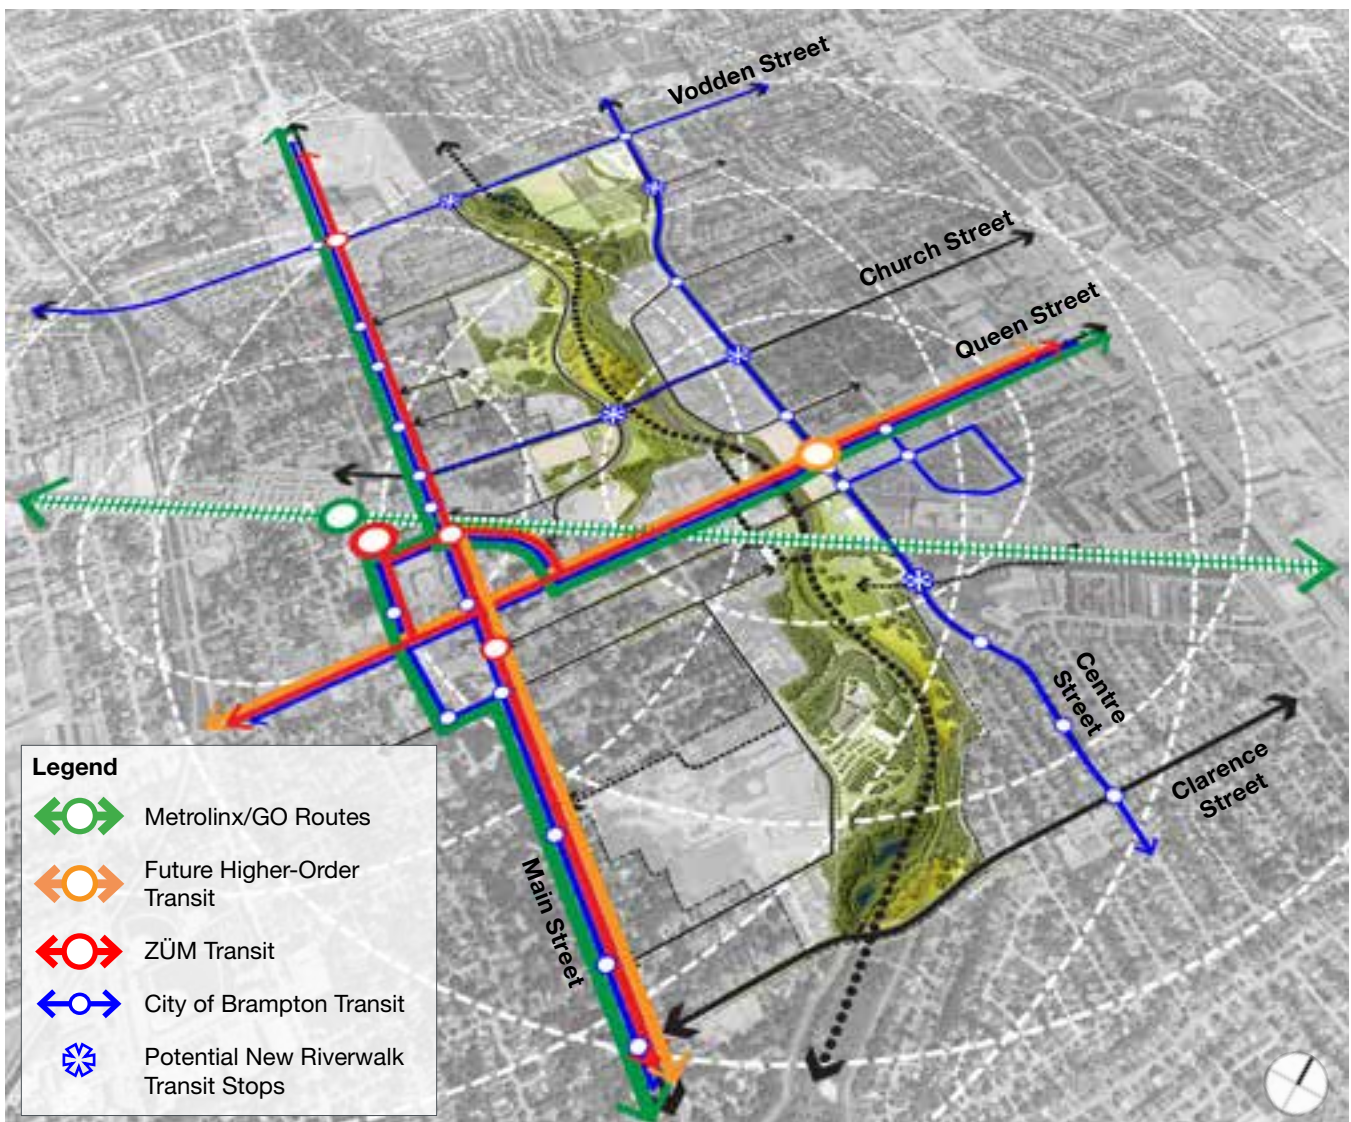 Vodden Street
Church Street
Queen Street
Centre
Street
Clarence
Street
Main Street
Legend
Metrolinx/GO Routes
Future Higher-Order
Transit
ZÜM Transit
City of Brampton Transit
Potential New Riverwalk
Transit Stops